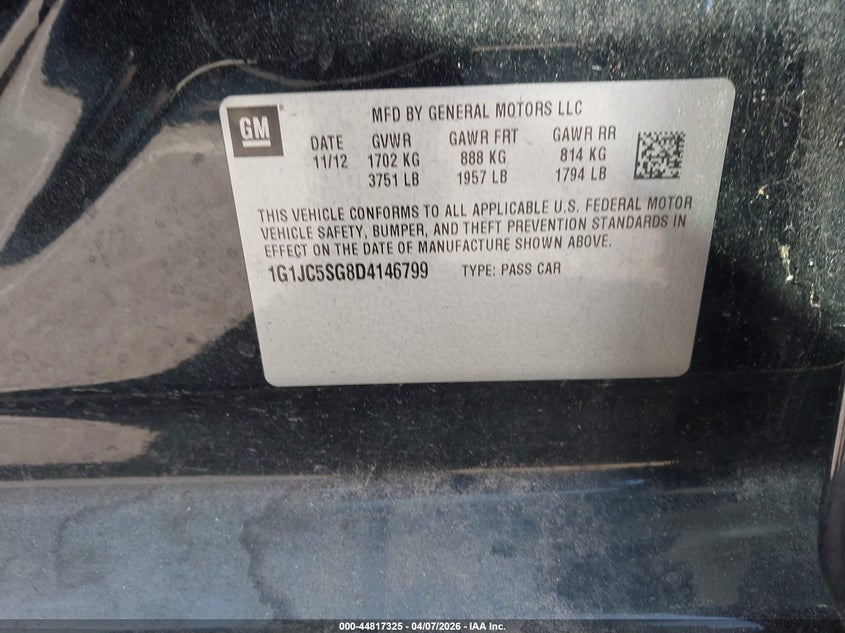 GM
MFD BY GENERAL MOTORS LLC
DATE GVWR GAWR FRT GAWR RR
11/12 1702 KG 888 KG 814 KG
3751 LB 1957 LB 1794 LB
THIS VEHICLE CONFORMS TO ALL APPLICABLE U.S. FEDERAL MOTOR
VEHICLE SAFETY, BUMPER, AND THEFT PREVENTION STANDARDS IN
EFFECT ON THE DATE OF MANUFACTURE SHOWN ABOVE.
1G1JC5SG8D4146799 TYPE: PASS CAR
000-44817325 - 04/07/2026 - IAA Inc.